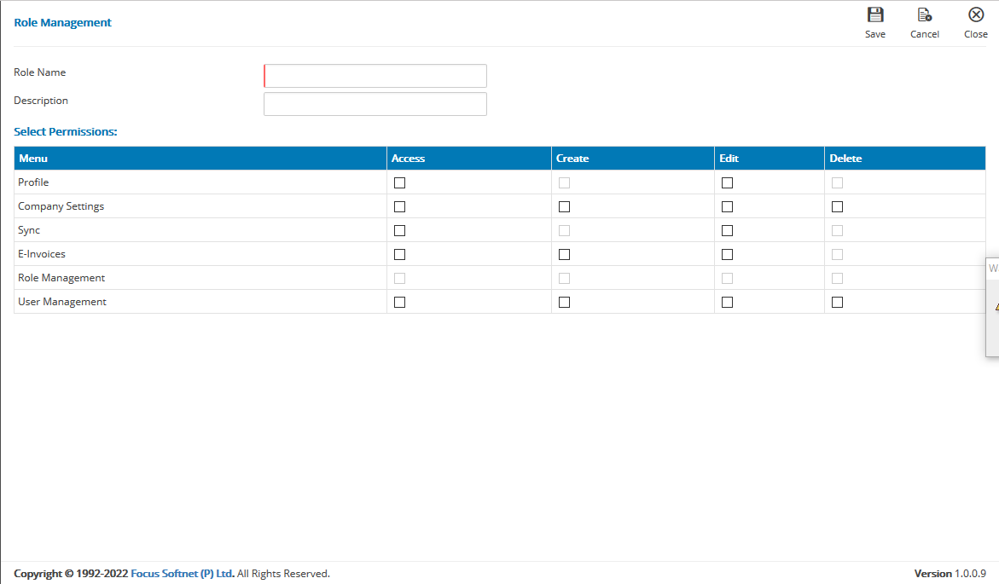 Role Management
Save Cancel Close
Role Name
Description
Select Permissions:
Menu Access Create Edit Delete
Profile
Company Settings
Sync
E-Invoices
Role Management
User Management
W
Copyright © 1992-2022 Focus Softnet (P) Ltd. All Rights Reserved. Version 1.0.0.9